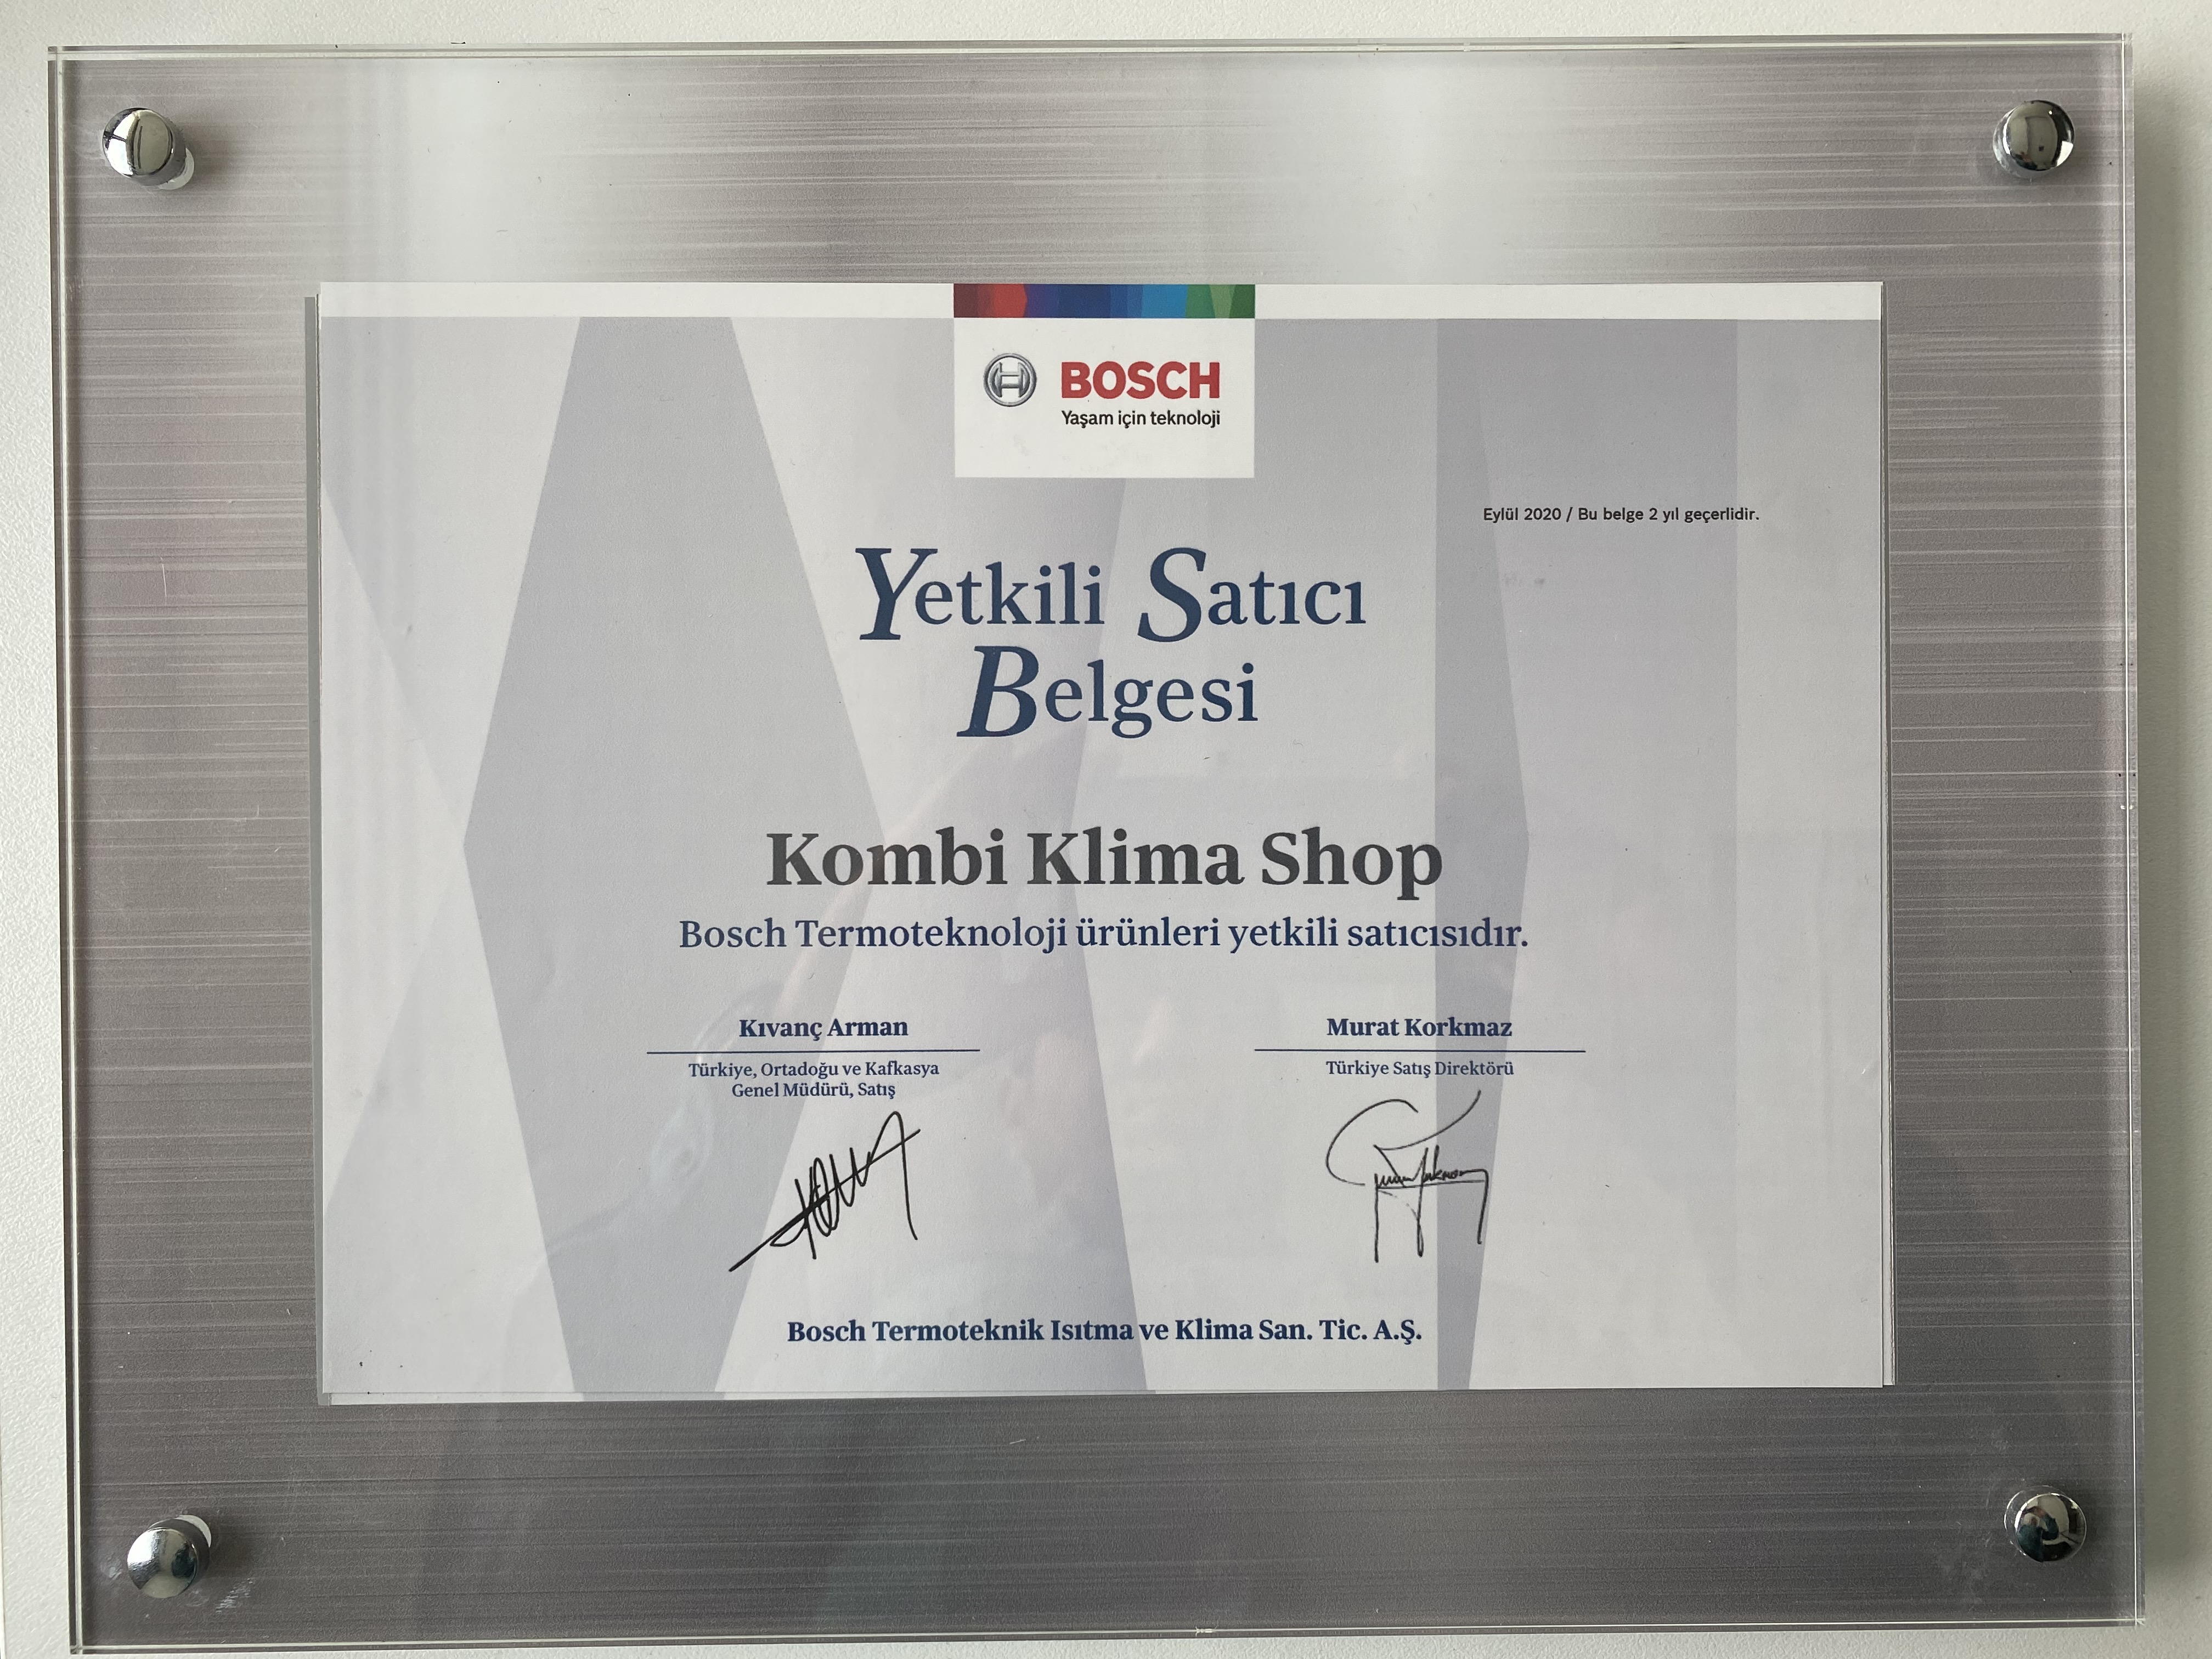 BOSCH
Yaşam için teknoloji
Eylül 2020 / Bu belge 2 yıl geçerlidir.
Yetkili Satıcı
Belgesi
Kombi Klima Shop
Bosch Termoteknoloji ürünleri yetkili satıcısıdır.
Kıvanç Arman
Türkiye, Ortadoğu ve Kafkasya
Genel Müdürü, Satış
Murat Korkmaz
Türkiye Satış Direktörü
Bosch Termoteknik Isıtma ve Klima San. Tic. A.Ş.